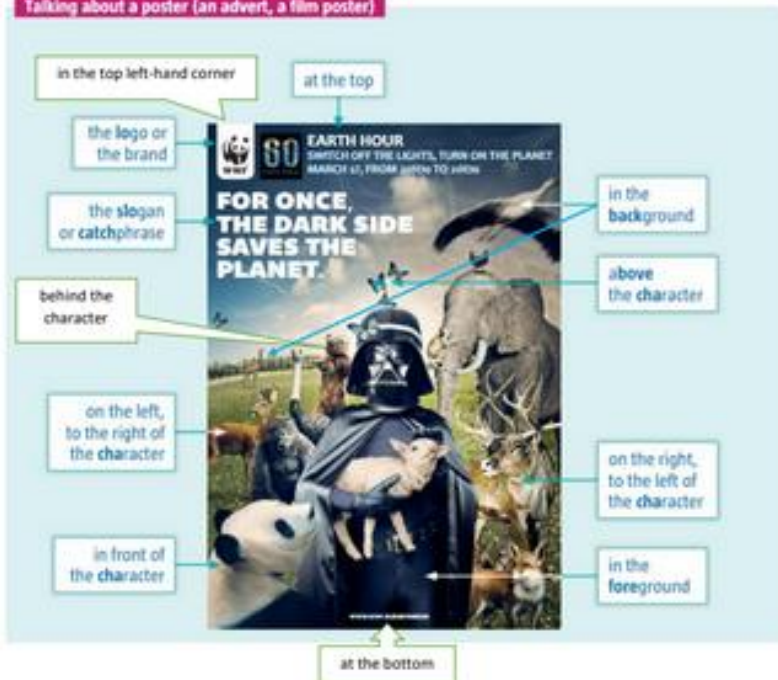 Talking about a poster (an advert, a film poster)
in the top left-hand corner
at the top
the logo or
the brand
WWF
60
EARTH HOUR
SWITCH OFF THE LIGHTS, TURN ON THE PLANET
MARCH 17, FROM TO
the slogan
or catchphrase
FOR ONCE,
THE DARK SIDE
SAVES THE
PLANET.
in the
background
above
the character
behind the
character
on the left,
to the right of
the character
on the right,
to the left of
the character
in front of
the character
in the
foreground
at the bottom